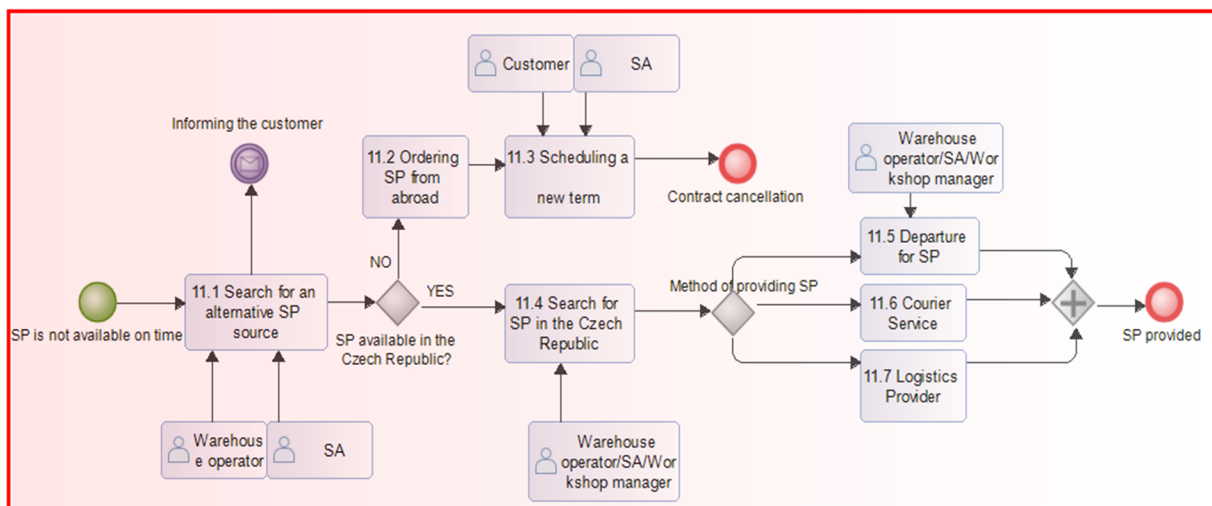 Customer
SA
Informing the customer
11.2 Ordering
SP from
abroad
11.3 Scheduling a
new term
Contract cancellation
Warehouse
operator/SA/Wor
kshop manager
11.5 Departure
for SP
NO
YES
Method of providing SP
11.1 Search for an
alternative SP
source
SP is not available on time
SP available in the
Czech Republic?
11.4 Search for
SP in the Czech
Republic
11.6 Courier
Service
SP provided
11.7 Logistics
Provider
Warehous
e operator
SA
Warehouse
operator/SA/Wo
rkshop manager